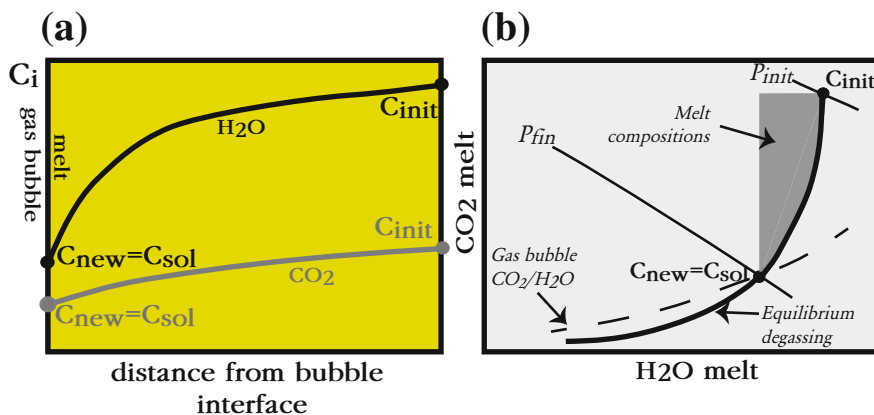 (a)
Ci
gas bubble
melt
H2O
Cinit
Cinit
Cnew=Csol
CO2
Cnew=Csol
distance from bubble
interface
(b)
CO2 melt
Pinit
Cinit
Melt
compositions
Pfin
Gas bubble
CO2/H2O
Cnew=Csol
Equilibrium
degassing
H2O melt